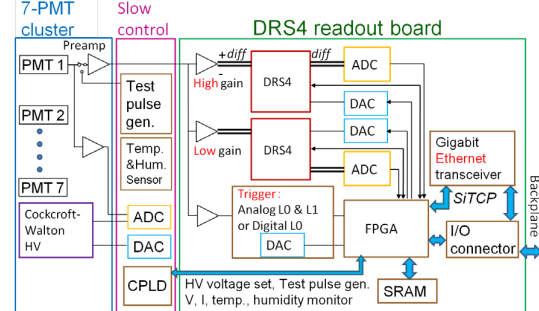 7-PMT
cluster
Slow
control
DRS4 readout board
Preamp
PMT 1
PMT 2
PMT 7
Cockcroft-
Walton
HV
Test
pulse
gen.
Temp.
&Hum.
Sensor
ADC
DAC
CPLD
+ diff
-
High gain
DRS4
diff
ADC
DAC
Low gain
DRS4
DAC
ADC
Trigger:
Analog L0 & L1
or Digital L0
DAC
FPGA
Gigabit
Ethernet
transceiver
SiTCP
I/O
connector
Backplane
SRAM
HV voltage set, Test pulse gen.
V, I, temp., humidity monitor